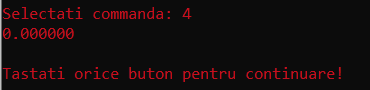 Selectati commanda: 4
0.000000
Tastati orice buton pentru continuare!